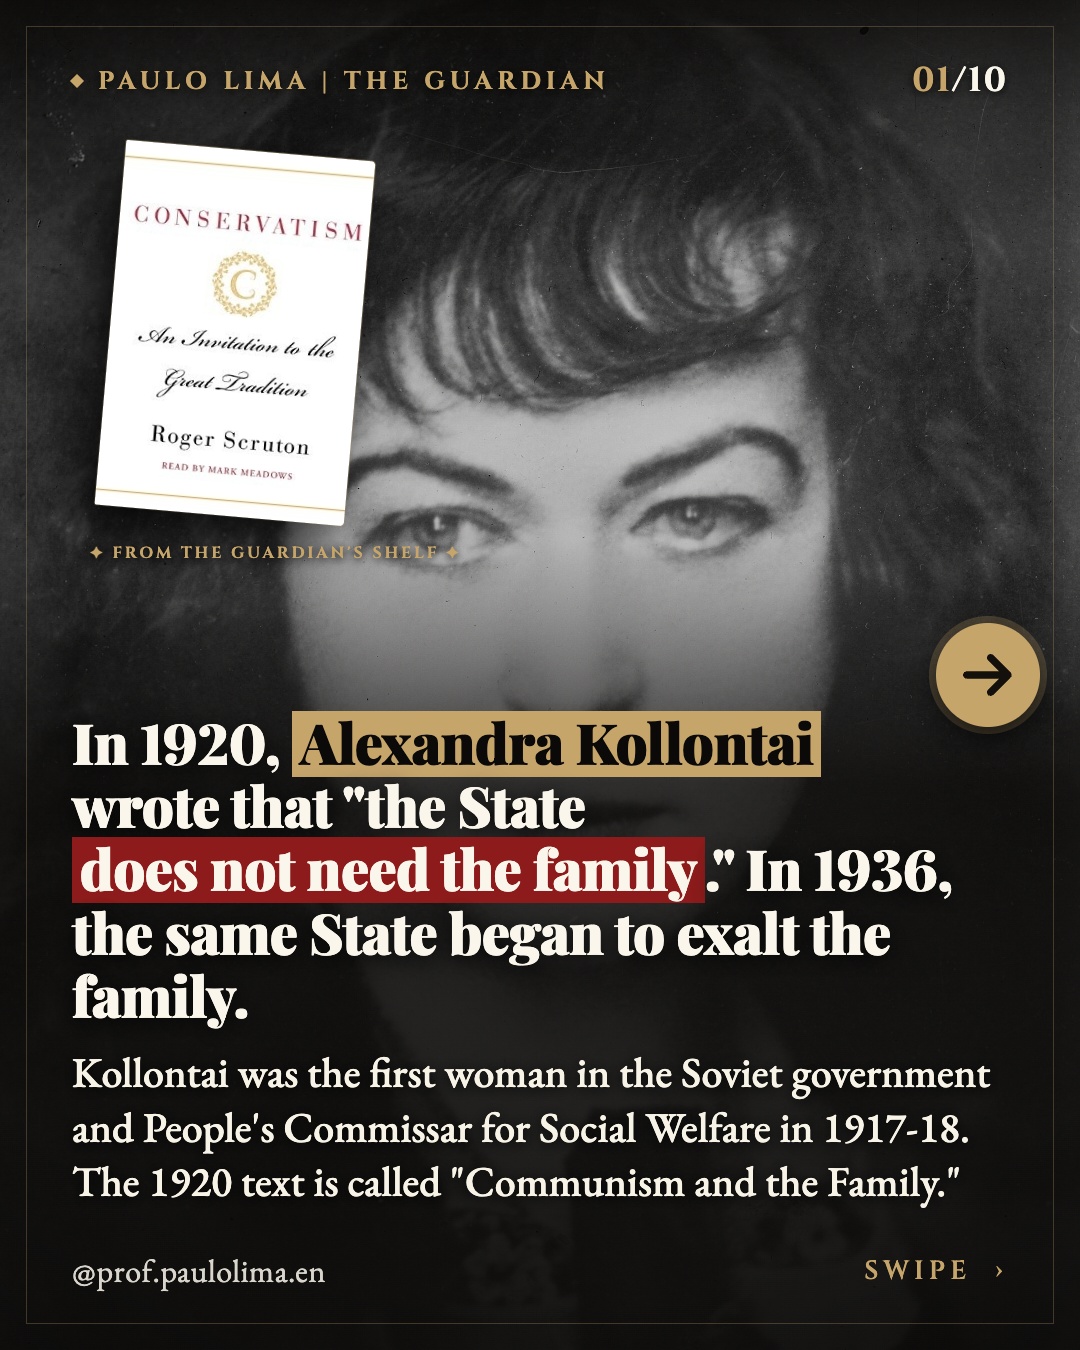 ◆ PAULO LIMA | THE GUARDIAN
01/10
CONSERVATISM
C
An Invitation to the
Great Tradition
Roger Scruton
READ BY MARK MEADOWS
✦ FROM THE GUARDIAN'S SHELF ✦
In 1920, Alexandra Kollontai
wrote that "the State
does not need the family." In 1936,
the same State began to exalt the
family.
Kollontai was the first woman in the Soviet government
and People's Commissar for Social Welfare in 1917-18.
The 1920 text is called "Communism and the Family."
@prof.paulolima.en
SWIPE ›